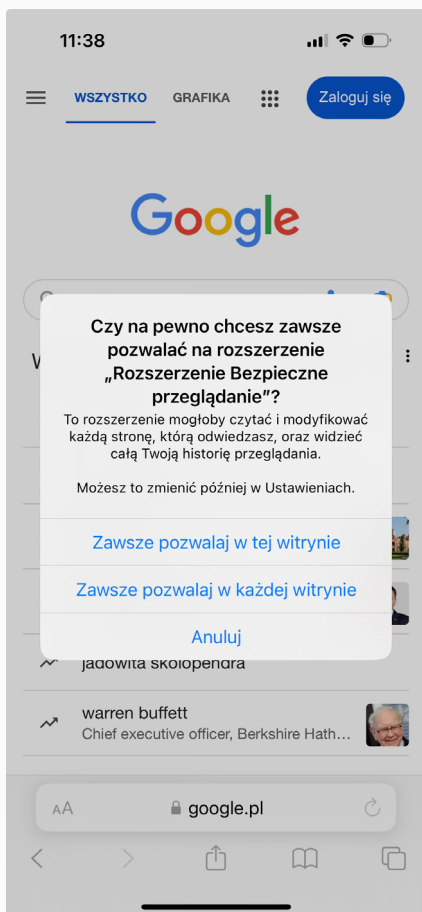 11:38
WSZYSTKO GRAFIKA Zaloguj się
Google
Czy na pewno chcesz zawsze
pozwalać na rozszerzenie
„Rozszerzenie Bezpieczne
przeglądanie”?
To rozszerzenie mogłoby czytać i modyfikować
każdą stronę, którą odwiedzasz, oraz widzieć
całą Twoją historię przeglądania.
Możesz to zmienić później w Ustawieniach.
Zawsze pozwalaj w tej witrynie
Zawsze pozwalaj w każdej witrynie
Anuluj
jadowita skolopendra
warren buffett
Chief executive officer, Berkshire Hath...
AA google.pl